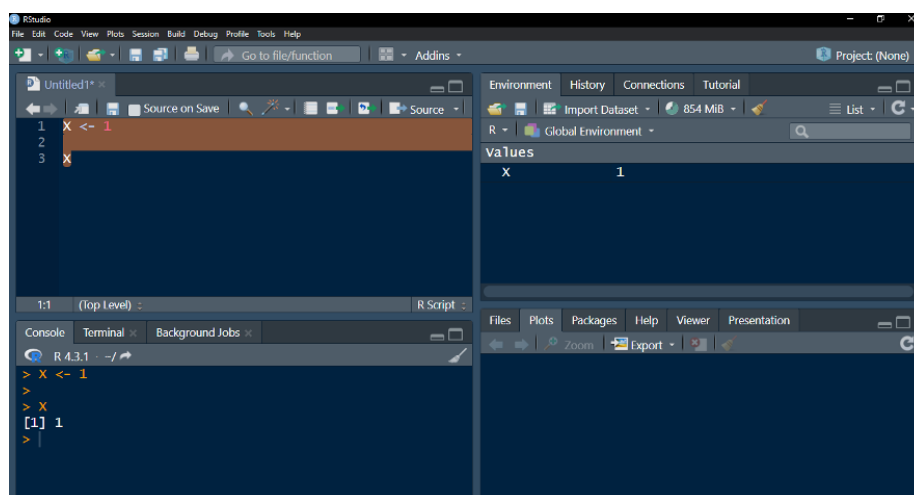 RStudio
File Edit Code View Plots Session Build Debug Profile Tools Help
Go to file/function Addins Project: (None)
Untitled1*
Source on Save Source
1 X <- 1
2
3 X
1:1 (Top Level) R Script
Console Terminal Background Jobs
R 4.3.1 · ~/
> X <- 1
>
> X
[1] 1
>
Environment History Connections Tutorial
Import Dataset 854 MiB List
R Global Environment
Values
X 1
Files Plots Packages Help Viewer Presentation
Zoom Export